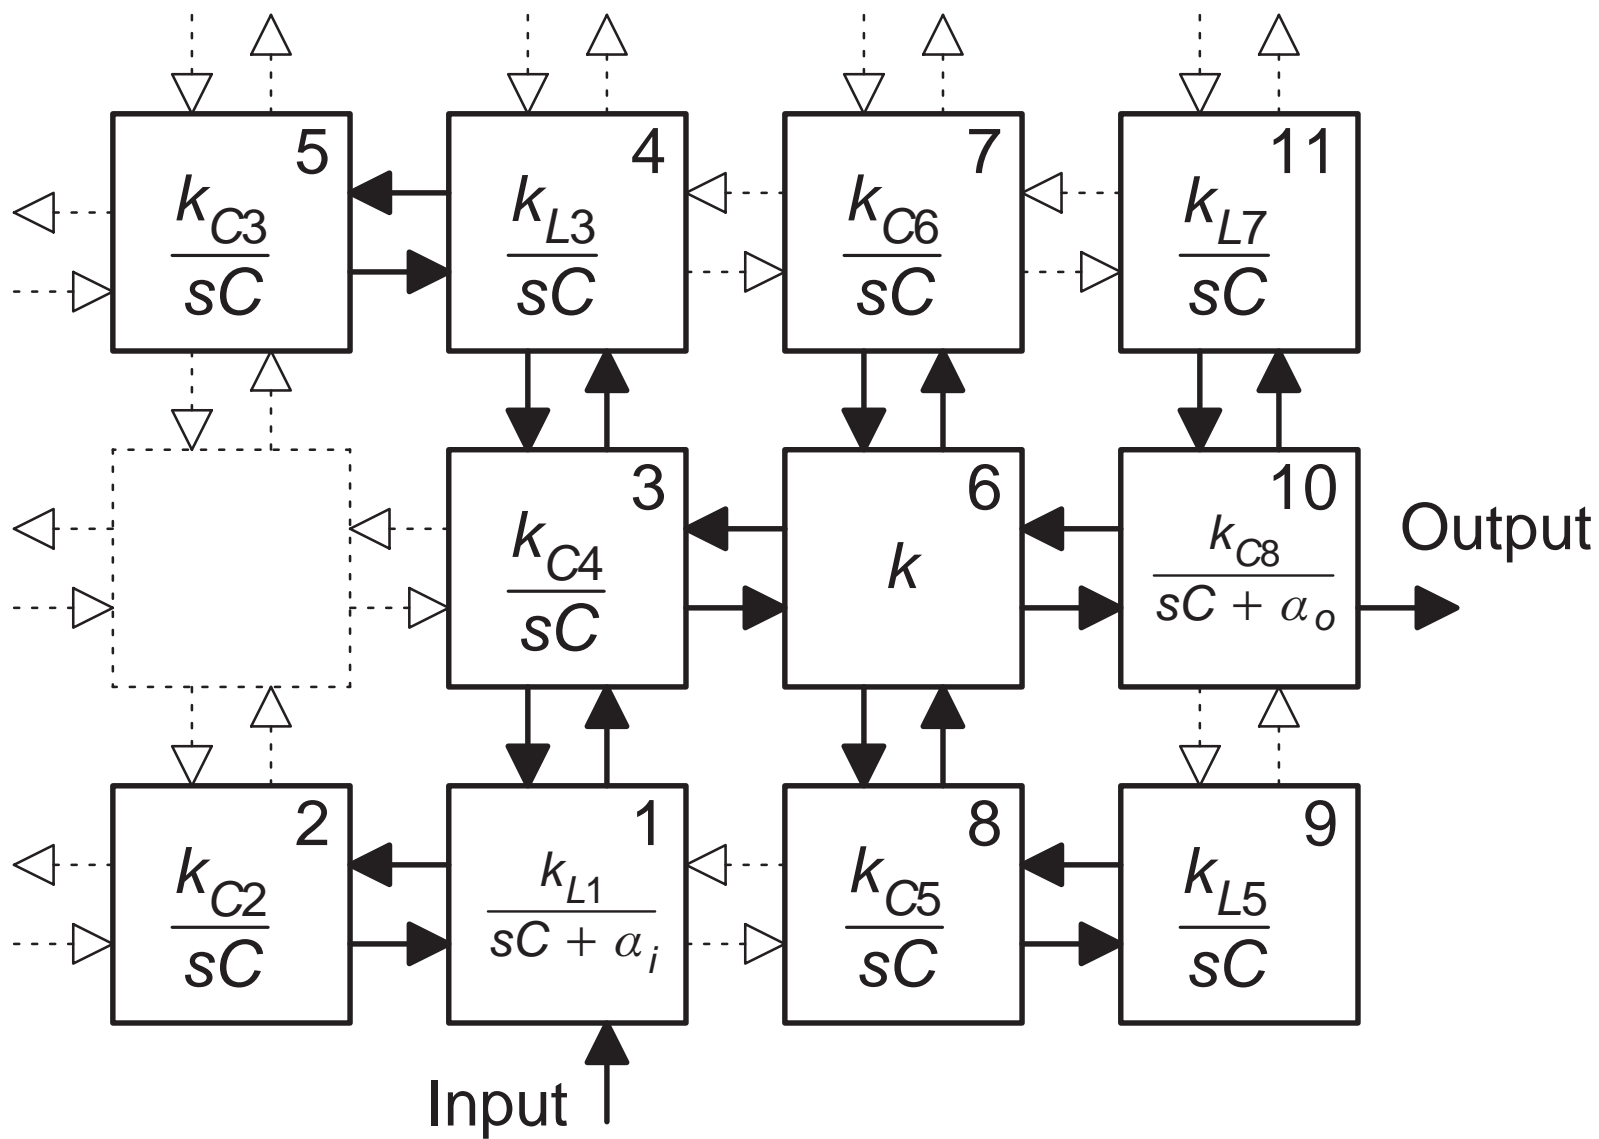 5
k_C3
sC
4
k_L3
sC
7
k_C6
sC
11
k_L7
sC
3
k_C4
sC
6
k
10
k_C8
sC + α_o
Output
2
k_C2
sC
1
k_L1
sC + α_i
8
k_C5
sC
9
k_L5
sC
Input